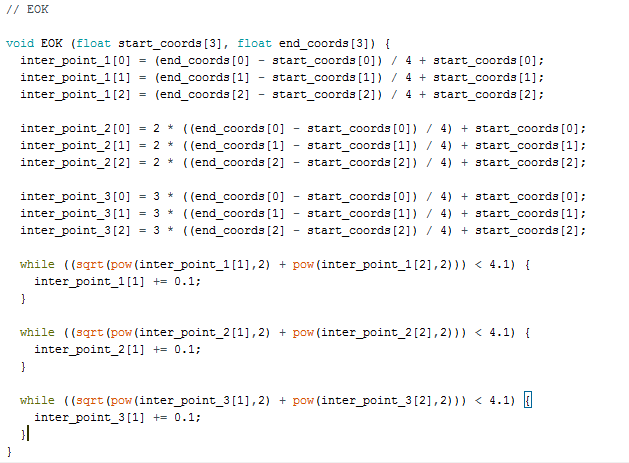 // EOK
void EOK (float start_coords[3], float end_coords[3]) {
inter_point_1[0] = (end_coords[0] - start_coords[0]) / 4 + start_coords[0];
inter_point_1[1] = (end_coords[1] - start_coords[1]) / 4 + start_coords[1];
inter_point_1[2] = (end_coords[2] - start_coords[2]) / 4 + start_coords[2];
inter_point_2[0] = 2 * ((end_coords[0] - start_coords[0]) / 4) + start_coords[0];
inter_point_2[1] = 2 * ((end_coords[1] - start_coords[1]) / 4) + start_coords[1];
inter_point_2[2] = 2 * ((end_coords[2] - start_coords[2]) / 4) + start_coords[2];
inter_point_3[0] = 3 * ((end_coords[0] - start_coords[0]) / 4) + start_coords[0];
inter_point_3[1] = 3 * ((end_coords[1] - start_coords[1]) / 4) + start_coords[1];
inter_point_3[2] = 3 * ((end_coords[2] - start_coords[2]) / 4) + start_coords[2];
while ((sqrt(pow(inter_point_1[1],2) + pow(inter_point_1[2],2))) < 4.1) {
inter_point_1[1] += 0.1;
}
while ((sqrt(pow(inter_point_2[1],2) + pow(inter_point_2[2],2))) < 4.1) {
inter_point_2[1] += 0.1;
}
while ((sqrt(pow(inter_point_3[1],2) + pow(inter_point_3[2],2))) < 4.1) {
inter_point_3[1] += 0.1;
}
}